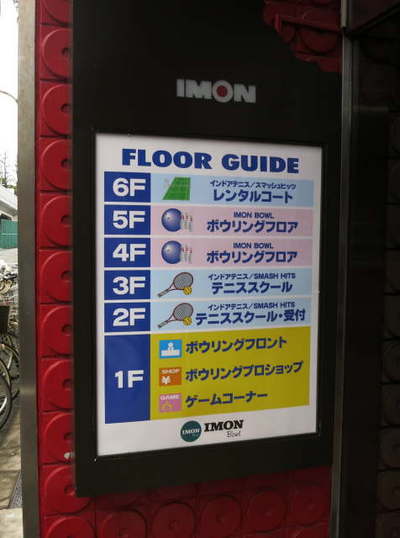 IMON
FLOOR GUIDE
6F
インドアテニス/スマッシュヒッツ
レンタルコート
5F
IMON BOWL
ボウリングフロア
4F
IMON BOWL
ボウリングフロア
3F
インドアテニス/SMASH HITS
テニススクール
2F
インドアテニス/SMASH HITS
テニススクール・受付
1F
ボウリングフロント
SHOP
¥
ボウリングプロショップ
GAME
ゲームコーナー
IMON
IMON
Bowl